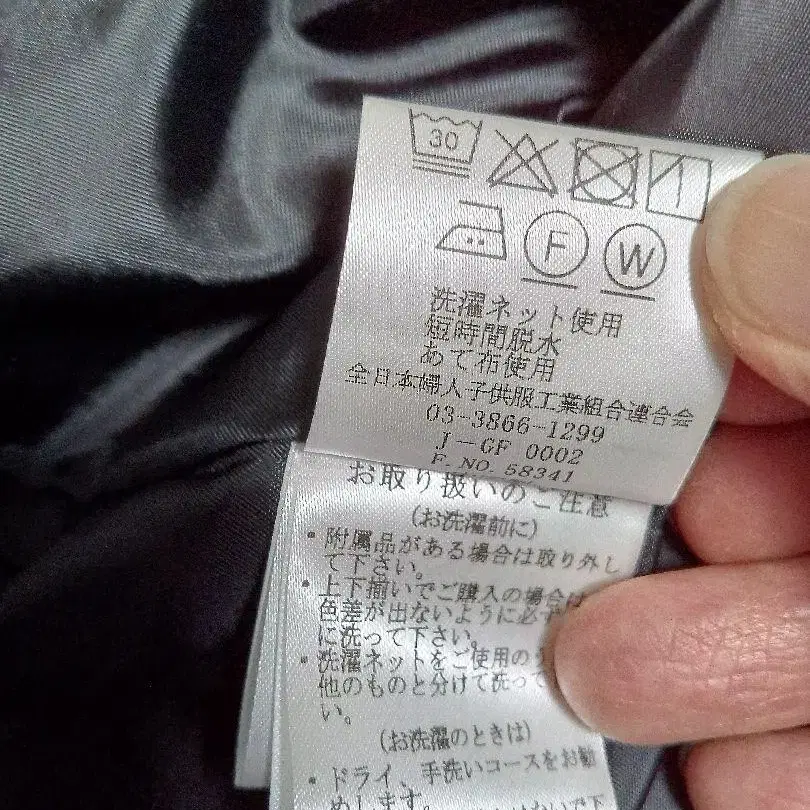 30
F W
洗濯ネット使用
短時間脱水
あて布使用
全日本婦人子供服工業組合連合会
03-3866-1299
J-GF 0002
F.NO.58341
お取り扱いのご注意
(お洗濯前に)
・附属品がある場合は取り外し
て下さい。
・上下揃いでご購入の場合は
色差が出ないように必ず
に洗って下さい。
・洗濯ネットをご使用のう
他のものと分けて洗って
い。
(お洗濯のときは)
・ドライ、手洗いコースをお勧
めします。